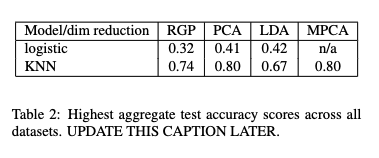 Model/dim reduction RGP PCA LDA MPCA
logistic 0.32 0.41 0.42 n/a
KNN 0.74 0.80 0.67 0.80
Table 2: Highest aggregate test accuracy scores across all
datasets. UPDATE THIS CAPTION LATER.